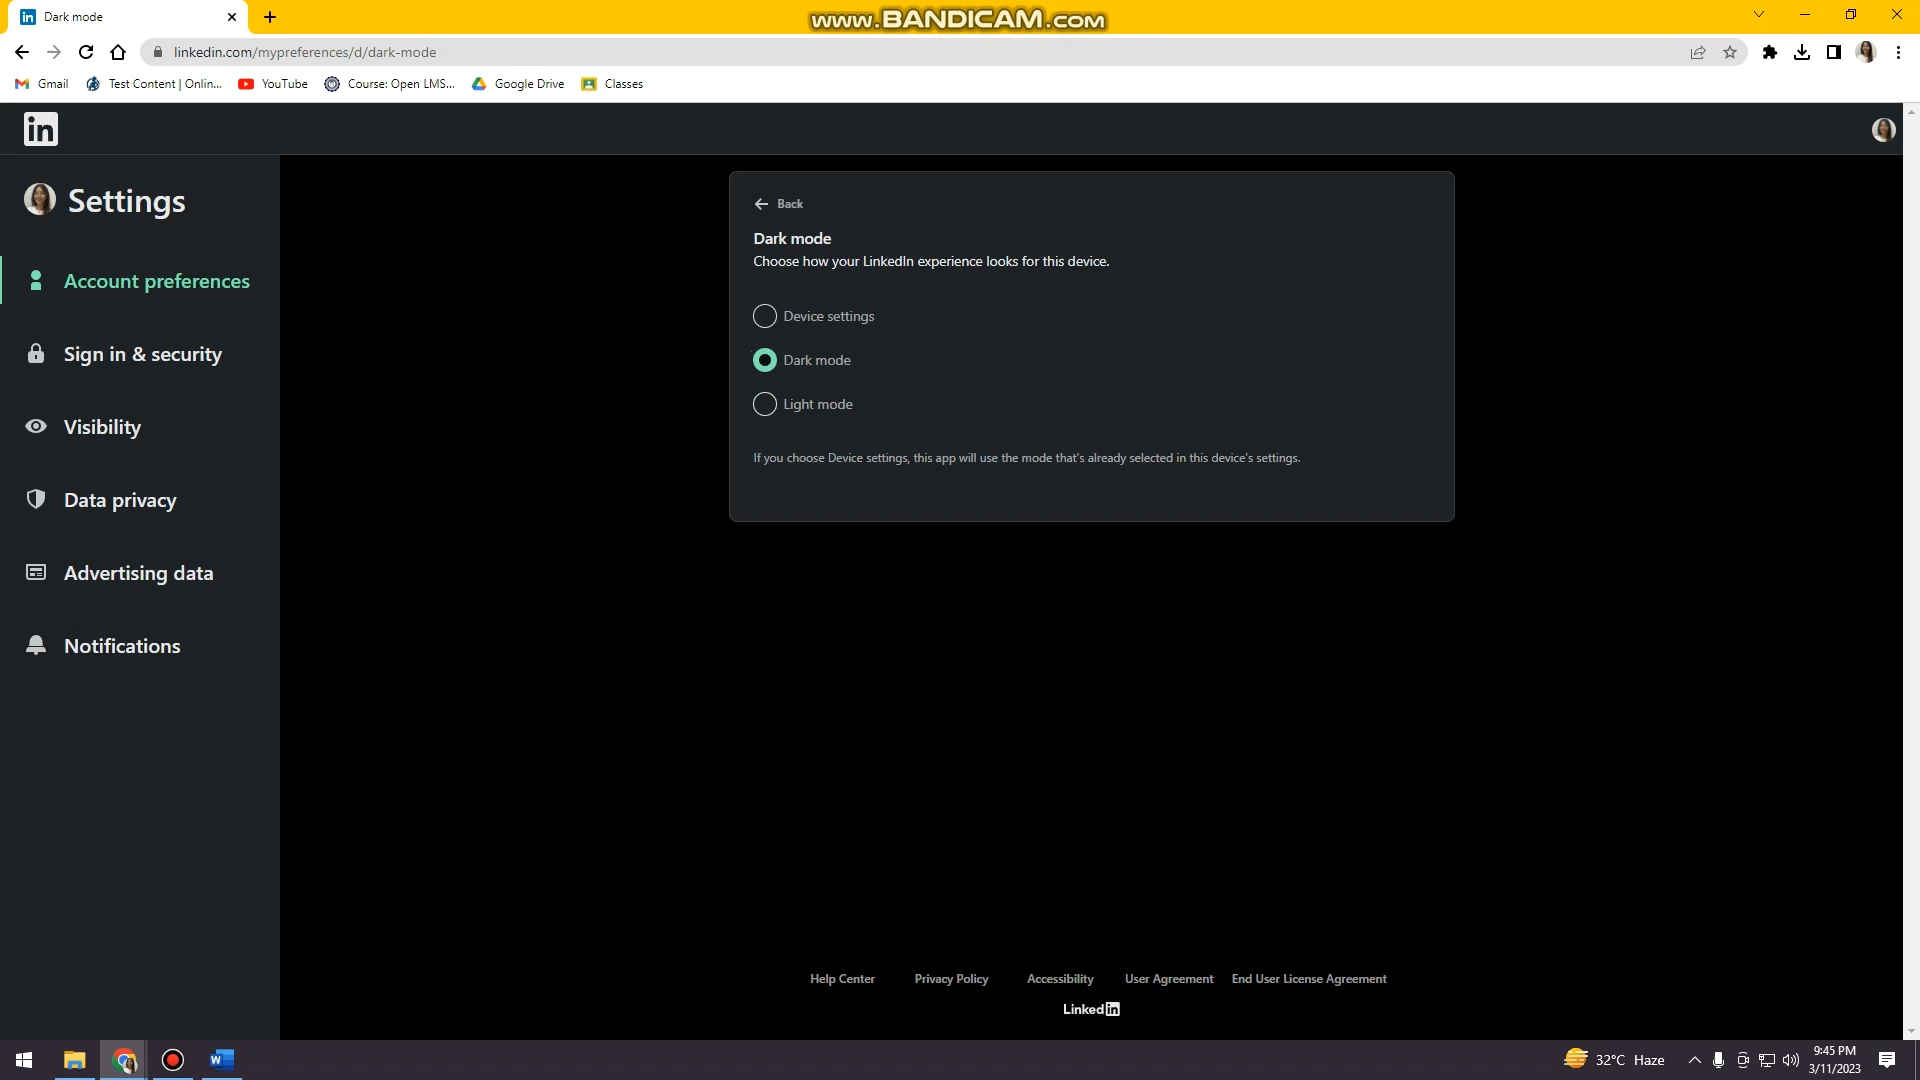 in Dark mode
www.BANDICAM.COM
linkedin.com/mypreferences/d/dark-mode
Gmail Test Content | Onlin... YouTube Course: Open LMS... Google Drive Classes
in
Settings
Account preferences
Sign in & security
Visibility
Data privacy
Advertising data
Notifications
Back
Dark mode
Choose how your LinkedIn experience looks for this device.
Device settings
Dark mode
Light mode
If you choose Device settings, this app will use the mode that's already selected in this device's settings.
Help Center Privacy Policy Accessibility User Agreement End User License Agreement
Linked in
W 32°C Haze 9:45 PM
3/11/2023